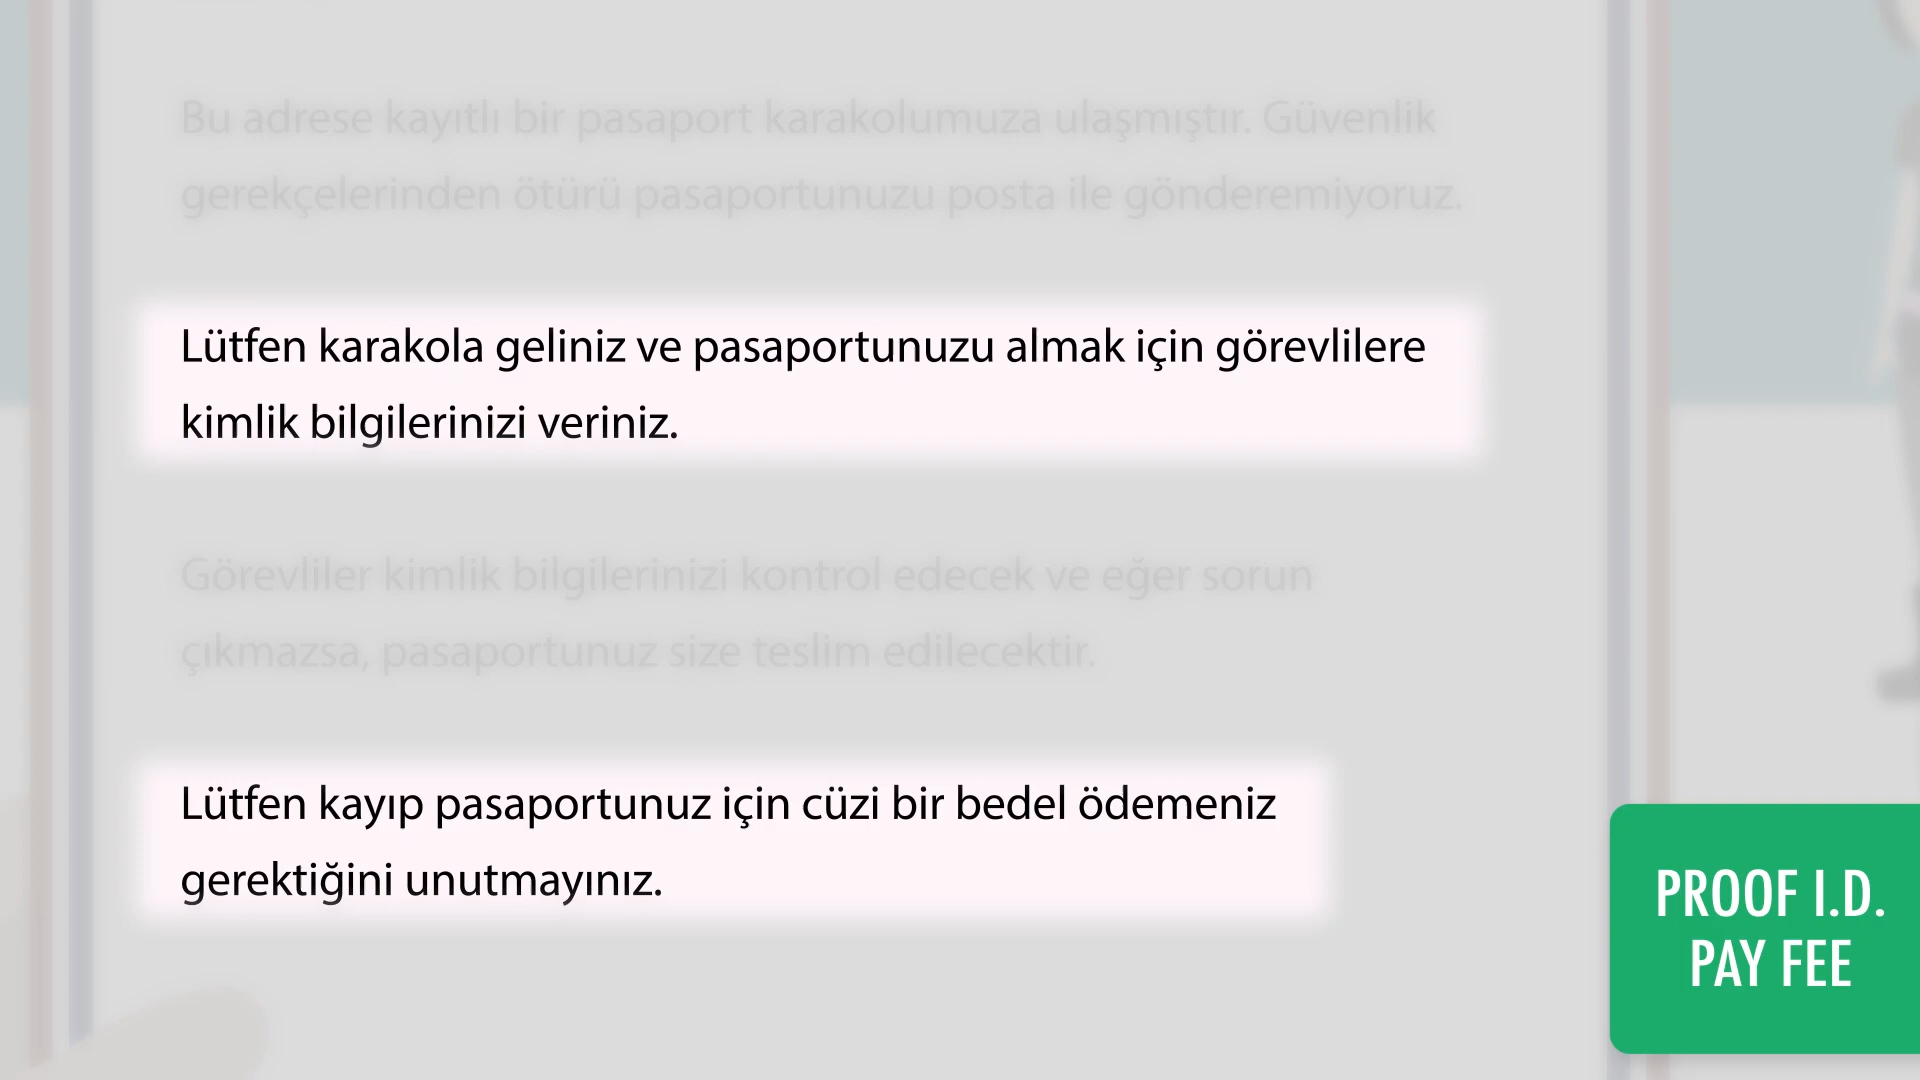 Bu adrese kayıtlı bir pasaport karakolumuza ulaşmıştır. Güvenlik
gerekçelerinden ötürü pasaportunuzu posta ile gönderemiyoruz.
Lütfen karakola geliniz ve pasaportunuzu almak için görevlilere
kimlik bilgilerinizi veriniz.
Görevliler kimlik bilgilerinizi kontrol edecek ve eğer sorun
çıkmazsa, pasaportunuz size teslim edilecektir.
Lütfen kayıp pasaportunuz için cüzi bir bedel ödemeniz
gerektiğini unutmayınız.
PROOF I.D.
PAY FEE